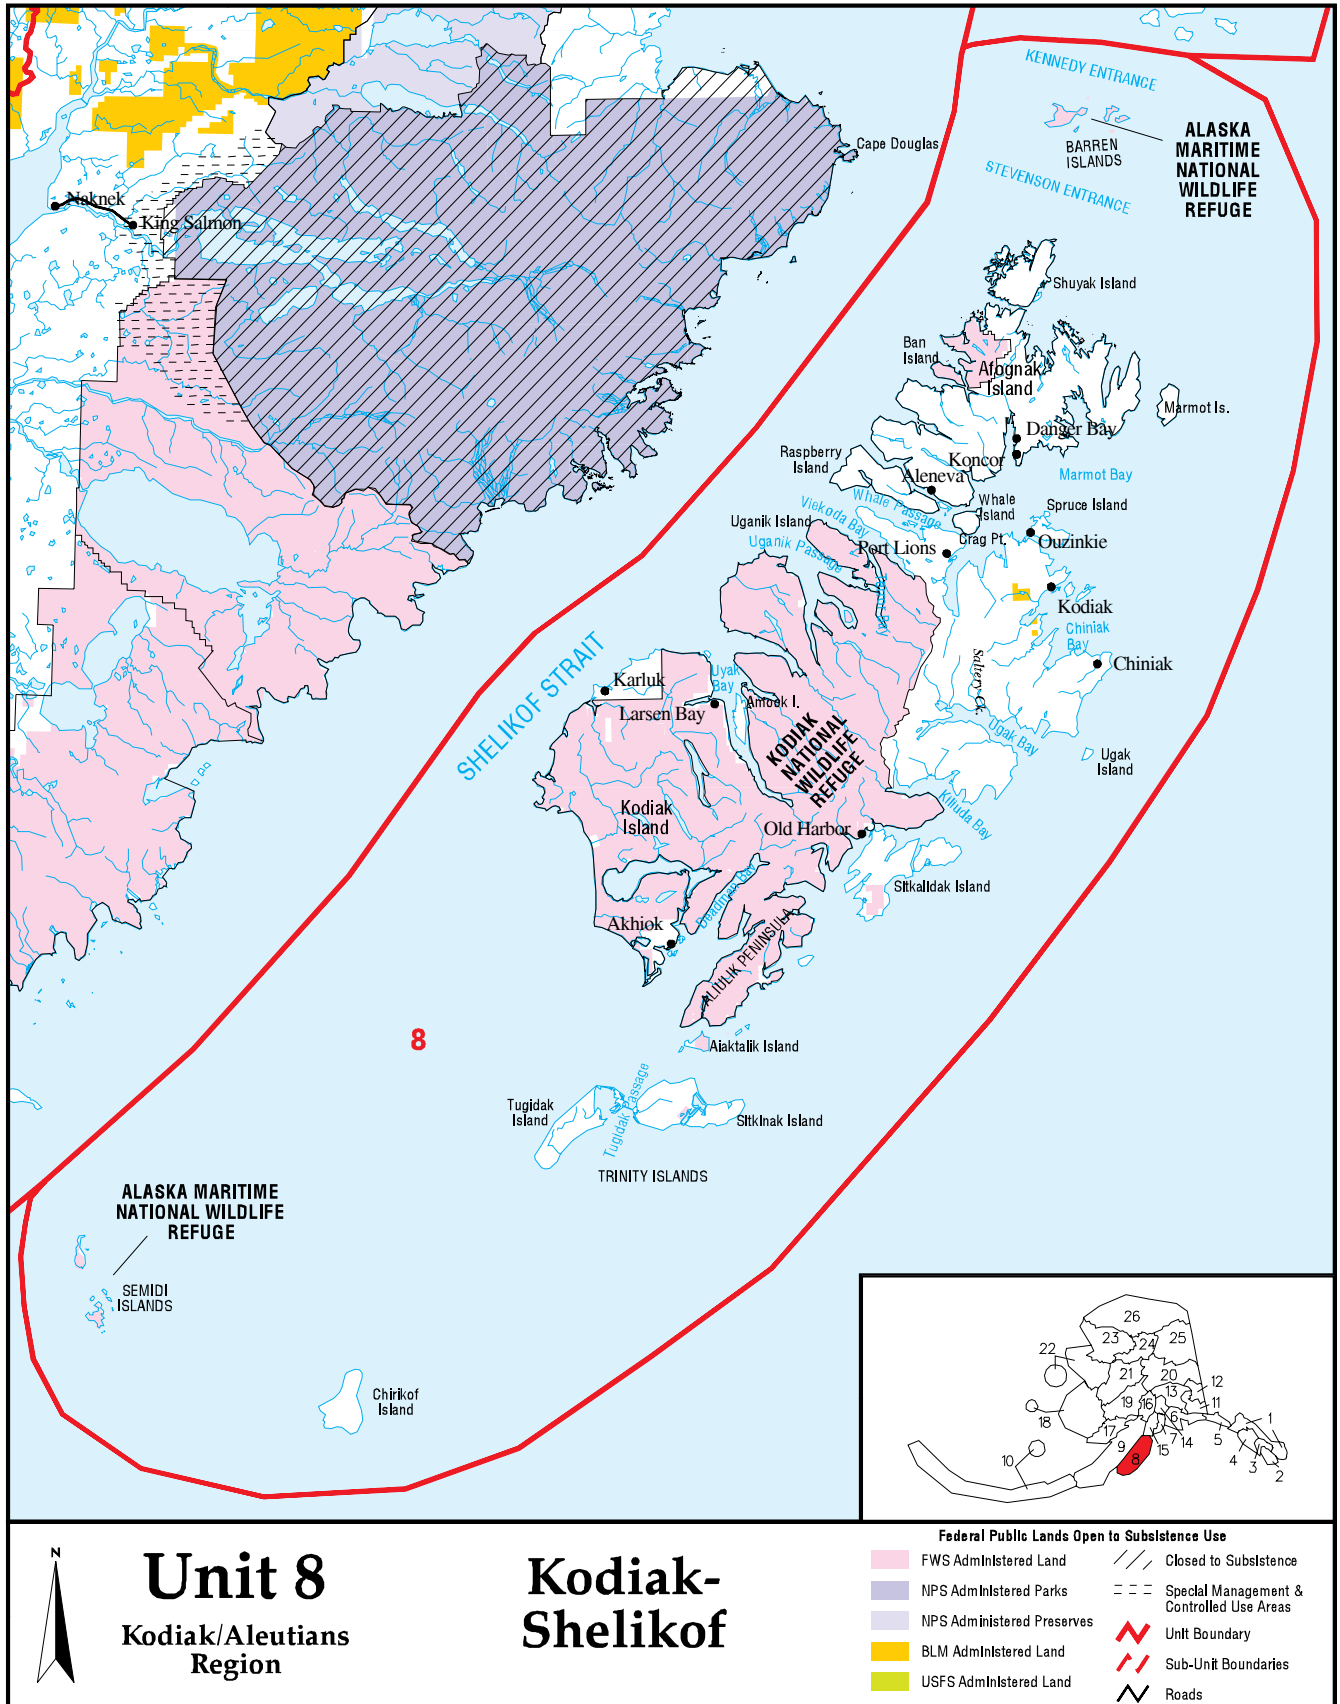 KENNEDY ENTRANCE
ALASKA
MARITIME
NATIONAL
WILDLIFE
REFUGE
BARREN
ISLANDS
STEVENSON ENTRANCE
Cape Douglas
Naknek
King Salmon
Shuyak Island
Ban
Island
Afognak
Island
Marmot Is.
Danger Bay
Koncor
Raspberry
Island
Aleneva
Marmot Bay
Whale Passage
Whale
Island
Spruce Island
Viekoda Bay
Uganik Island
Uganik Passage
Crag Pt.
Port Lions
Ouzinkie
Kodiak
Chiniak
Bay
Chiniak
Saltery Ck.
SHELIKOF STRAIT
Karluk
Uyak
Bay
Larsen Bay
Amook I.
KODIAK
NATIONAL
WILDLIFE
REFUGE
Ugak Bay
Ugak
Island
Kiliuda Bay
Kodiak
Island
Old Harbor
Sitkalidak Island
Deadman Bay
Akhiok
ALIULIK PENINSULA
8
Aiaktalik Island
Tugidak
Island
Tugidak Passage
Sitkinak Island
TRINITY ISLANDS
ALASKA MARITIME
NATIONAL WILDLIFE
REFUGE
SEMIDI
ISLANDS
Chirikof
Island
26
23
24
25
22
21
20
12
13
11
19
16
18
17
6
1
9
15
7
14
5
10
8
4
3
2
N
Unit 8
Kodiak/Aleutians
Region
Kodiak-
Shelikof
Federal Public Lands Open to Subsistence Use
FWS Administered Land
NPS Administered Parks
NPS Administered Preserves
BLM Administered Land
USFS Administered Land
Closed to Subsistence
Special Management &
Controlled Use Areas
Unit Boundary
Sub-Unit Boundaries
Roads